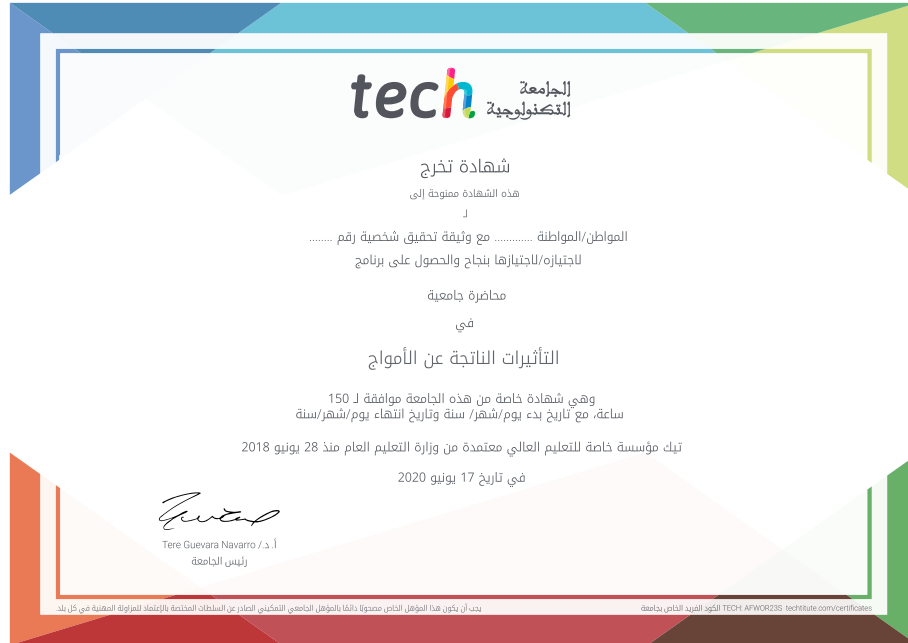 tech
الجامعة
التكنولوجية
شهادة تخرج
هذه الشهادة ممنوحة إلى
لـ
المواطن/المواطنة ............. مع وثيقة تحقيق شخصية رقم ........
لاجتيازه/لاجتيازها بنجاح والحصول على برنامج
محاضرة جامعية
في
التأثيرات الناتجة عن الأمواج
وهي شهادة خاصة من هذه الجامعة موافقة لـ 150
ساعة، مع تاريخ بدء يوم/شهر/ سنة وتاريخ انتهاء يوم/شهر/سنة
تيك مؤسسة خاصة للتعليم العالي معتمدة من وزارة التعليم العام منذ 28 يونيو 2018
في تاريخ 17 يونيو 2020
أ. د./ Tere Guevara Navarro
رئيس الجامعة
يجب أن يكون هذا المؤهل الخاص مصحوبًا دائمًا بالمؤهل الجامعي التمكيني الصادر عن السلطات المختصة بالإعتماد للمزاولة المهنية في كل بلد.
الكود الفريد الخاص بجامعة TECH: AFWOR23S techtitute.com/certificates